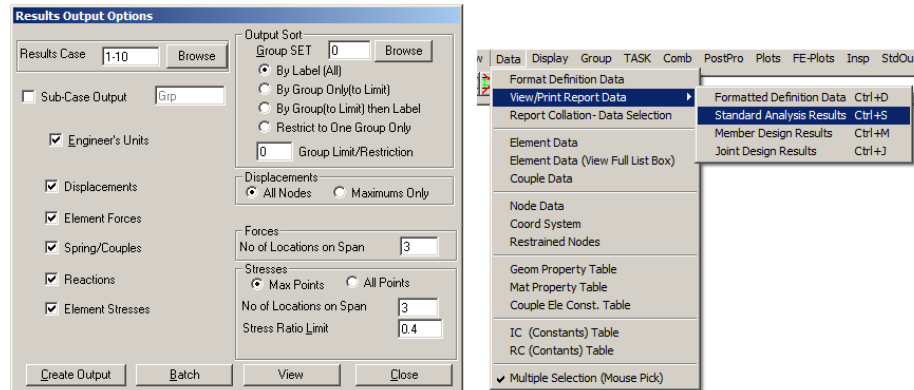 Results Output Options
Results Case 1-10 Browse
Sub-Case Output Grp
Engineer's Units
Displacements
Element Forces
Spring/Couples
Reactions
Element Stresses
Output Sort
Group SET 0 Browse
By Label (All)
By Group Only(to Limit)
By Group(to Limit) then Label
Restrict to One Group Only
0 Group Limit/Restriction
Displacements
All Nodes Maximums Only
Forces
No of Locations on Span 3
Stresses
Max Points All Points
No of Locations on Span 3
Stress Ratio Limit 0.4
Create Output Batch View Close
w Data Display Group TASK Comb PostPro Plots FE-Plots Insp StdOu
Format Definition Data
View/Print Report Data
Report Collation- Data Selection
Element Data
Element Data (View Full List Box)
Couple Data
Node Data
Coord System
Restrained Nodes
Geom Property Table
Mat Property Table
Couple Ele Const. Table
IC (Constants) Table
RC (Contants) Table
Multiple Selection (Mouse Pick)
Formatted Definition Data Ctrl+D
Standard Analysis Results Ctrl+S
Member Design Results Ctrl+M
Joint Design Results Ctrl+J